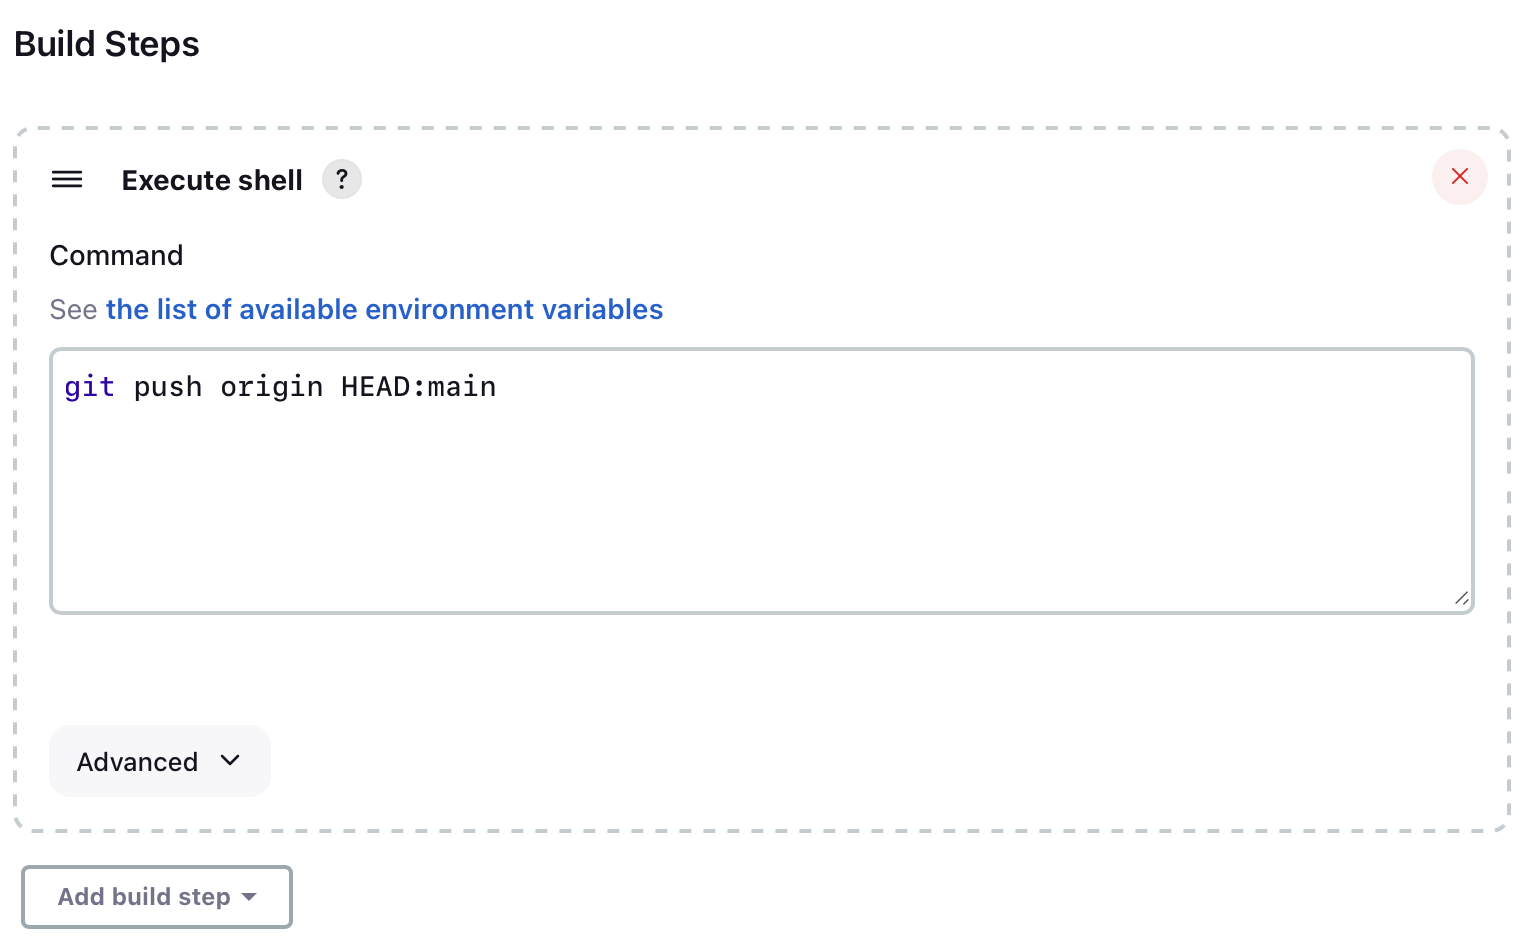 Build Steps
Execute shell ?
Command
See the list of available environment variables
git push origin HEAD:main
Advanced
Add build step